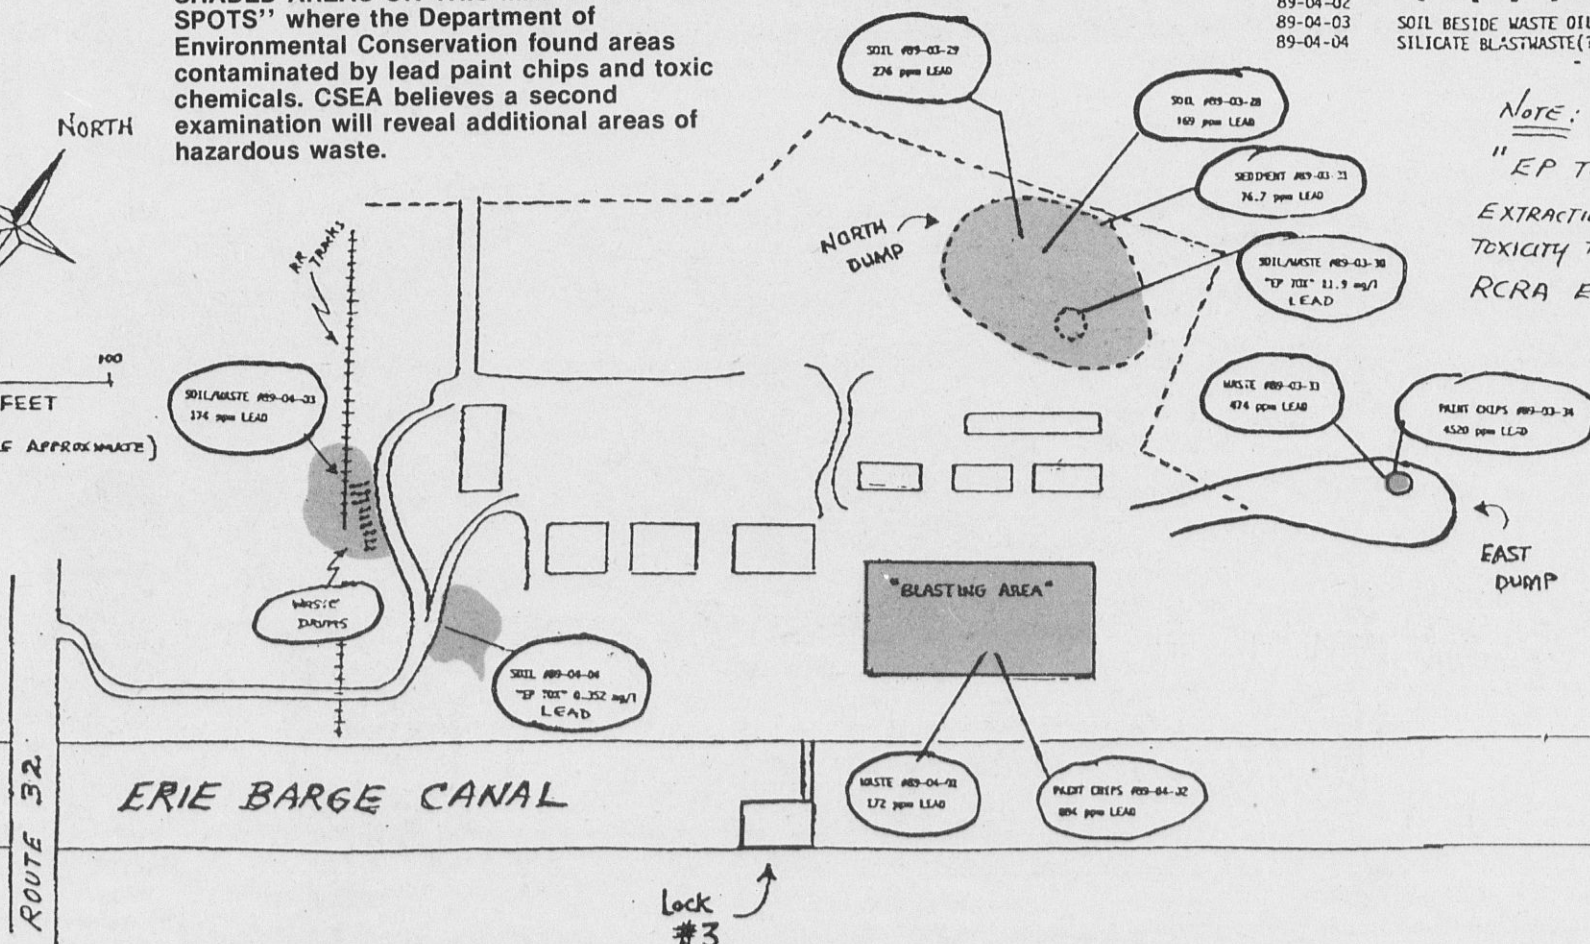 SPOTS" where the Department of
Environmental Conservation found areas
contaminated by lead paint chips and toxic
chemicals. CSEA believes a second
examination will reveal additional areas of
hazardous waste.
89-04-02
89-04-03 SOIL BESIDE WASTE OIL
89-04-04 SILICATE BLASTWASTE(?
NOTE:
"EP T
EXTRACTI
TOXICITY T
RCRA E
NORTH
100
FEET
APPROXIMATE)
RR TRACKS
SOIL #89-03-29
276 ppm LEAD
SOIL #89-03-28
169 ppm LEAD
SEDIMENT #89-03-31
76.7 ppm LEAD
SOIL/WASTE #89-03-30
"EP TOX" 11.9 mg/l
LEAD
NORTH
DUMP
SOIL/WASTE #89-04-03
174 ppm LEAD
WASTE #89-03-33
474 ppm LEAD
PAINT CHIPS #89-03-34
4520 ppm LEAD
EAST
DUMP
"BLASTING AREA"
WASTE
DRUMS
SOIL #89-04-04
"EP TOX" 0.352 mg/l
LEAD
WASTE
172 ppm LEAD
PAINT CHIPS
ppm LEAD
ERIE BARGE CANAL
ROUTE 32
Lock
#3